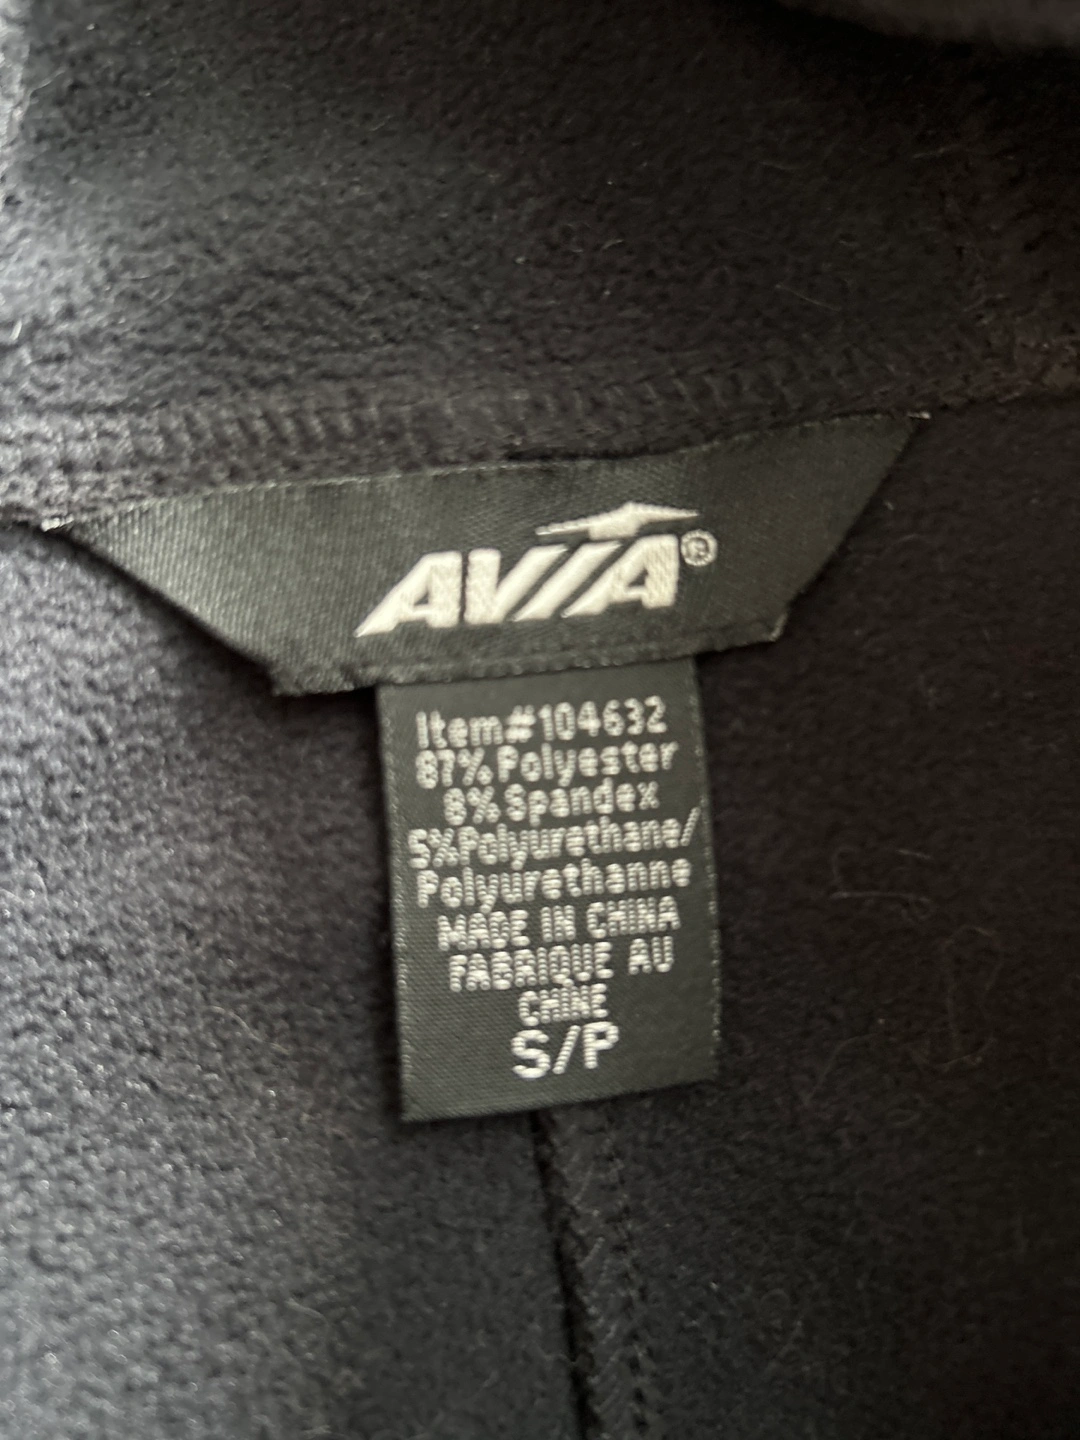 AVIA®
Item#104632
87% Polyester
8% Spandex
5% Polyurethane/
Polyurethanne
MADE IN CHINA
FABRIQUE AU
CHINE
S/P